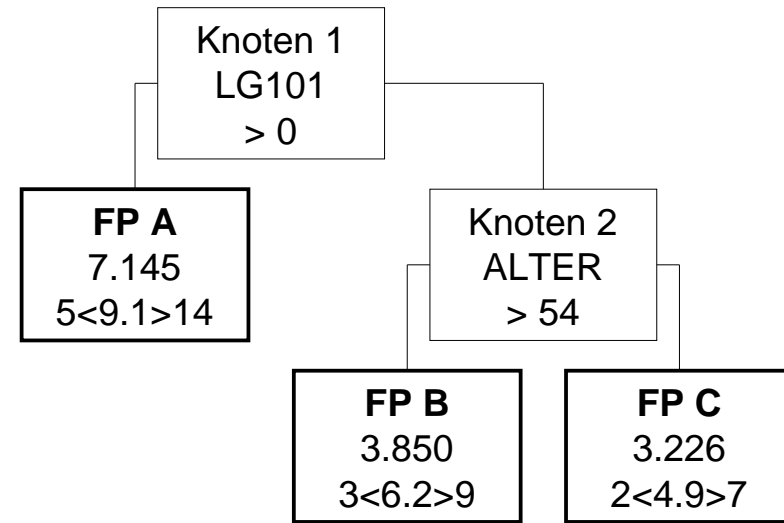 Knoten 1
LG101
> 0
FP A
7.145
5<9.1>14
Knoten 2
ALTER
> 54
FP B
3.850
3<6.2>9
FP C
3.226
2<4.9>7